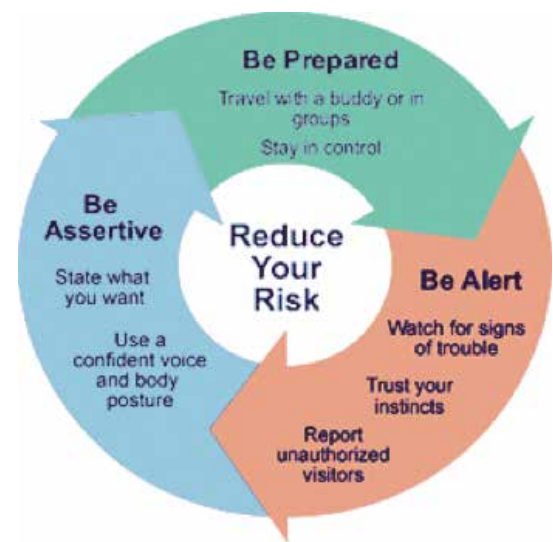 Be Prepared
Travel with a buddy or in
groups
Stay in control
Be Alert
Watch for signs
of trouble
Trust your
instincts
Report
unauthorized
visitors
Be
Assertive
State what
you want
Use a
confident voice
and body
posture
Reduce
Your
Risk